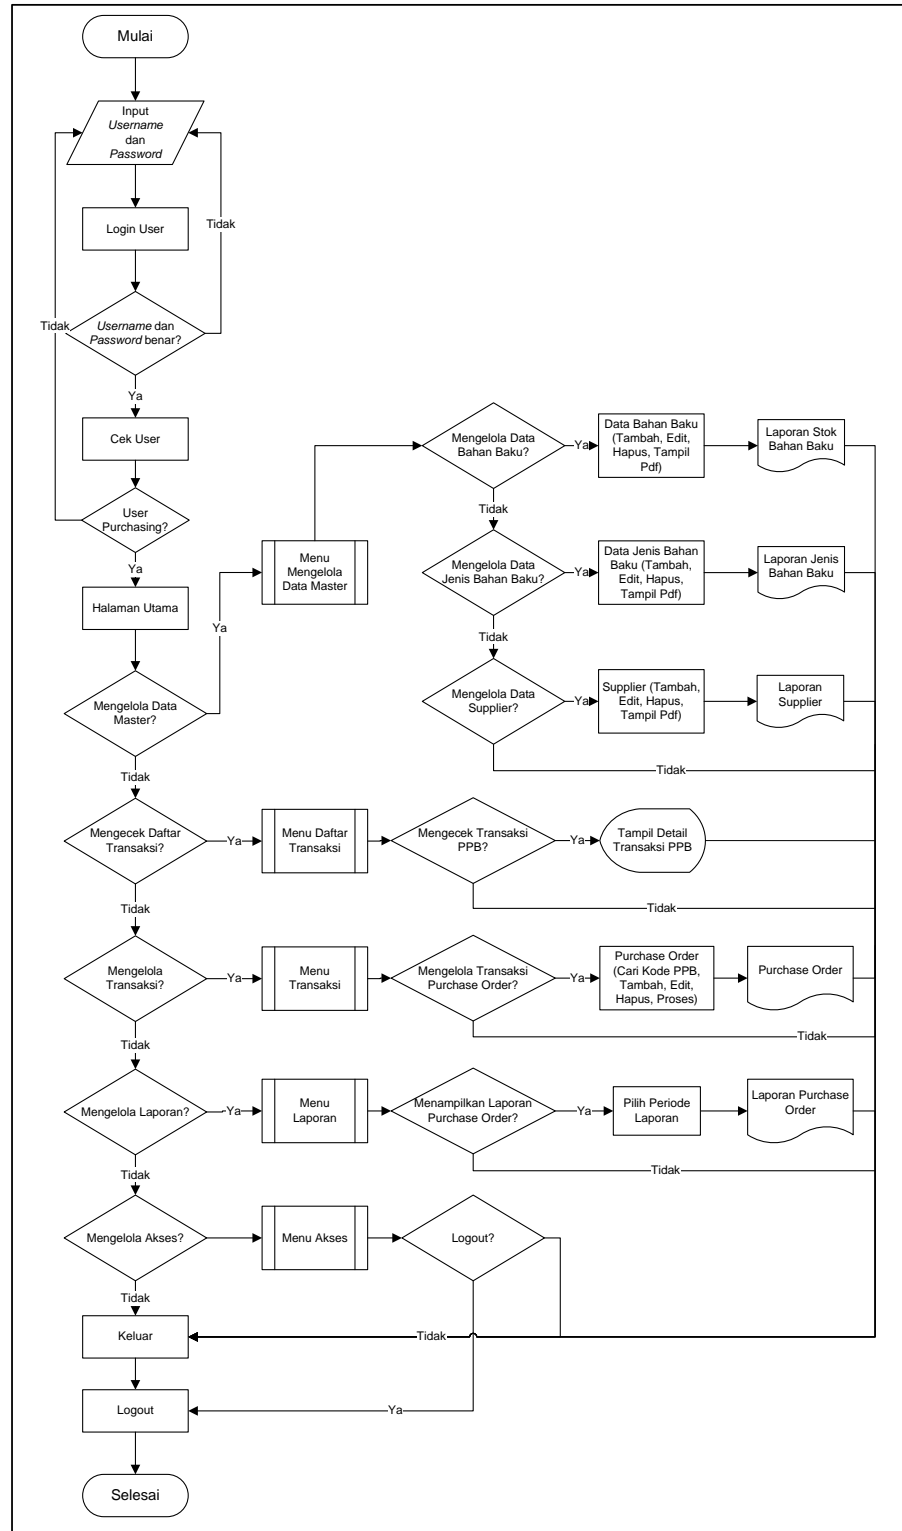 Mulai
Input
Username
dan
Password
Login User
Tidak
Tidak
Username dan
Password benar?
Ya
Cek User
User
Purchasing?
Ya
Halaman Utama
Mengelola Data
Master?
Ya
Menu
Mengelola
Data Master
Mengelola Data
Bahan Baku?
Ya
Data Bahan Baku
(Tambah, Edit,
Hapus, Tampil
Pdf)
Laporan Stok
Bahan Baku
Tidak
Mengelola Data
Jenis Bahan Baku?
Ya
Data Jenis Bahan
Baku (Tambah,
Edit, Hapus,
Tampil Pdf)
Laporan Jenis
Bahan Baku
Tidak
Mengelola Data
Supplier?
Ya
Supplier (Tambah,
Edit, Hapus,
Tampil Pdf)
Laporan
Supplier
Tidak
Tidak
Mengecek Daftar
Transaksi?
Ya
Menu Daftar
Transaksi
Mengecek Transaksi
PPB?
Ya
Tampil Detail
Transaksi PPB
Tidak
Tidak
Mengelola
Transaksi?
Ya
Menu
Transaksi
Mengelola Transaksi
Purchase Order?
Ya
Purchase Order
(Cari Kode PPB,
Tambah, Edit,
Hapus, Proses)
Purchase Order
Tidak
Tidak
Mengelola Laporan?
Ya
Menu
Laporan
Menampilkan Laporan
Purchase Order?
Ya
Pilih Periode
Laporan
Laporan Purchase
Order
Tidak
Tidak
Mengelola Akses?
Menu Akses
Logout?
Tidak
Keluar
Tidak
Logout
Ya
Selesai